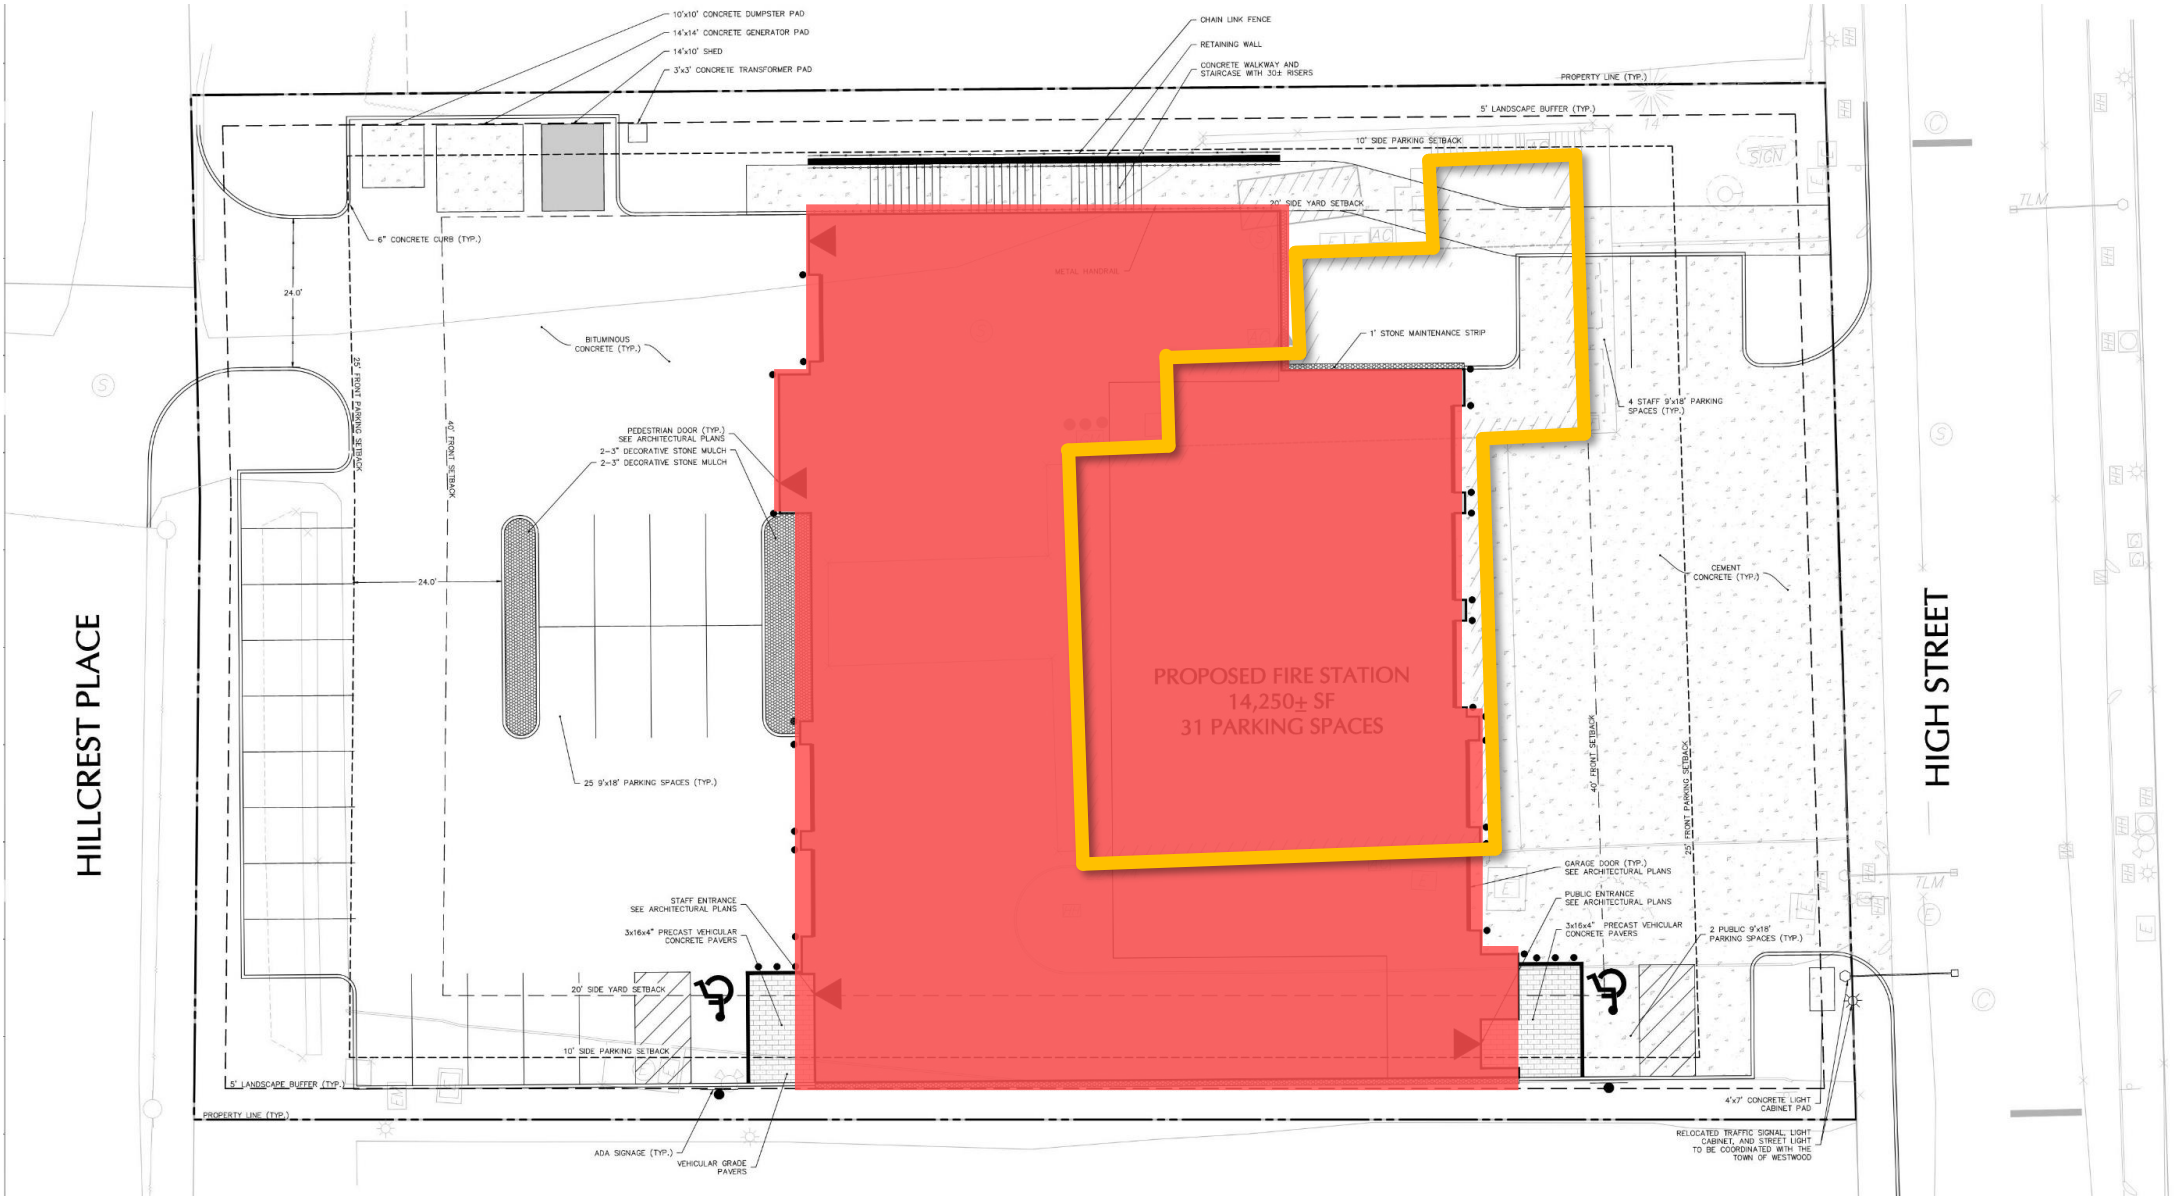 10'x10' CONCRETE DUMPSTER PAD
14'x14' CONCRETE GENERATOR PAD
14'x10' SHED
3'x3' CONCRETE TRANSFORMER PAD
CHAIN LINK FENCE
RETAINING WALL
CONCRETE WALKWAY AND
STAIRCASE WITH 30± RISERS
PROPERTY LINE (TYP.)
5' LANDSCAPE BUFFER (TYP.)
14
10' SIDE PARKING SETBACK
SIGN
20' SIDE YARD SETBACK
TLM
AC
6" CONCRETE CURB (TYP.)
METAL HANDRAIL
24.0'
BITUMINOUS
CONCRETE (TYP.)
1' STONE MAINTENANCE STRIP
25' FRONT PARKING SETBACK
40' FRONT SETBACK
4 STAFF 9'x18' PARKING
SPACES (TYP.)
PEDESTRIAN DOOR (TYP.)
SEE ARCHITECTURAL PLANS
2-3" DECORATIVE STONE MULCH
2-3" DECORATIVE STONE MULCH
24.0'
CEMENT
CONCRETE (TYP.)
HILLCREST PLACE
HIGH STREET
PROPOSED FIRE STATION
14,250± SF
31 PARKING SPACES
40' FRONT SETBACK
25' FRONT PARKING SETBACK
25 9'x18' PARKING SPACES (TYP.)
GARAGE DOOR (TYP.)
SEE ARCHITECTURAL PLANS
PUBLIC ENTRANCE
SEE ARCHITECTURAL PLANS
TLM
STAFF ENTRANCE
SEE ARCHITECTURAL PLANS
3x16x4" PRECAST VEHICULAR
CONCRETE PAVERS
3x16x4" PRECAST VEHICULAR
CONCRETE PAVERS
2 PUBLIC 9'x18'
PARKING SPACES (TYP.)
20' SIDE YARD SETBACK
10' SIDE PARKING SETBACK
5' LANDSCAPE BUFFER (TYP.)
PROPERTY LINE (TYP.)
4'x7' CONCRETE LIGHT
CABINET PAD
ADA SIGNAGE (TYP.)
VEHICULAR GRADE
PAVERS
RELOCATED TRAFFIC SIGNAL, LIGHT
CABINET, AND STREET LIGHT
TO BE COORDINATED WITH THE
TOWN OF WESTWOOD